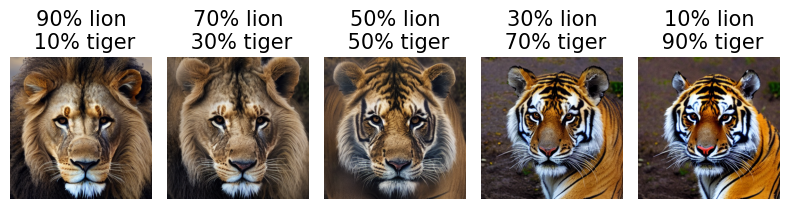 90% lion
10% tiger
70% lion
30% tiger
50% lion
50% tiger
30% lion
70% tiger
10% lion
90% tiger